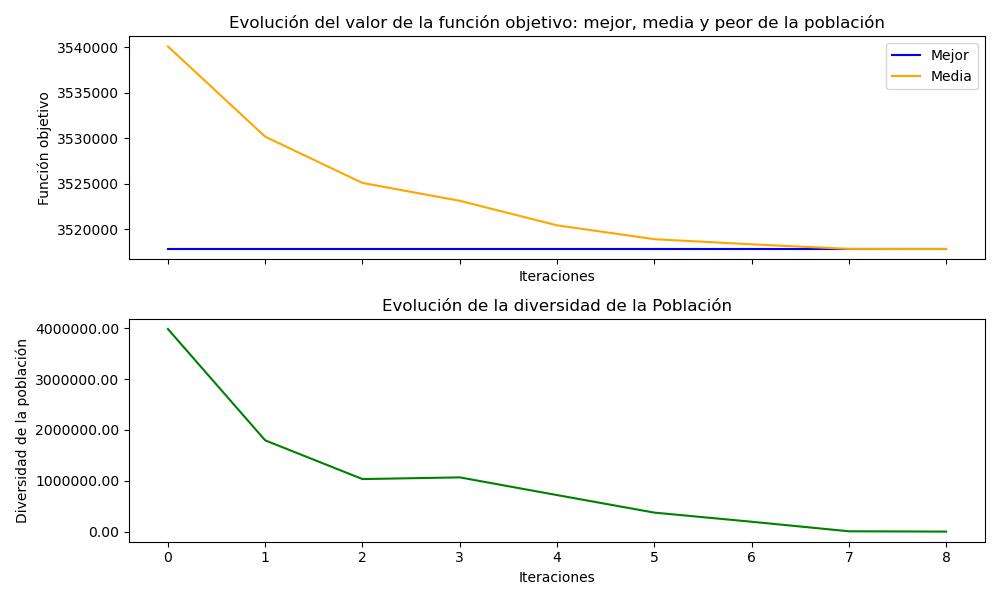 Evolución del valor de la función objetivo: mejor, media y peor de la población
3540000
3535000
3530000
3525000
3520000
Función objetivo
Mejor
Media
Iteraciones
Evolución de la diversidad de la Población
4000000.00
3000000.00
2000000.00
1000000.00
0.00
Diversidad de la población
0 1 2 3 4 5 6 7 8
Iteraciones